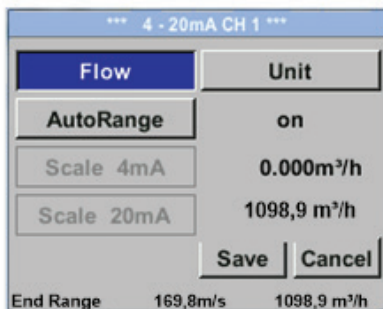 *** 4 - 20mA CH 1 ***
Flow Unit
AutoRange on
Scale 4mA 0.000m³/h
Scale 20mA 1098,9 m³/h
Save Cancel
End Range 169,8m/s 1098,9 m³/h